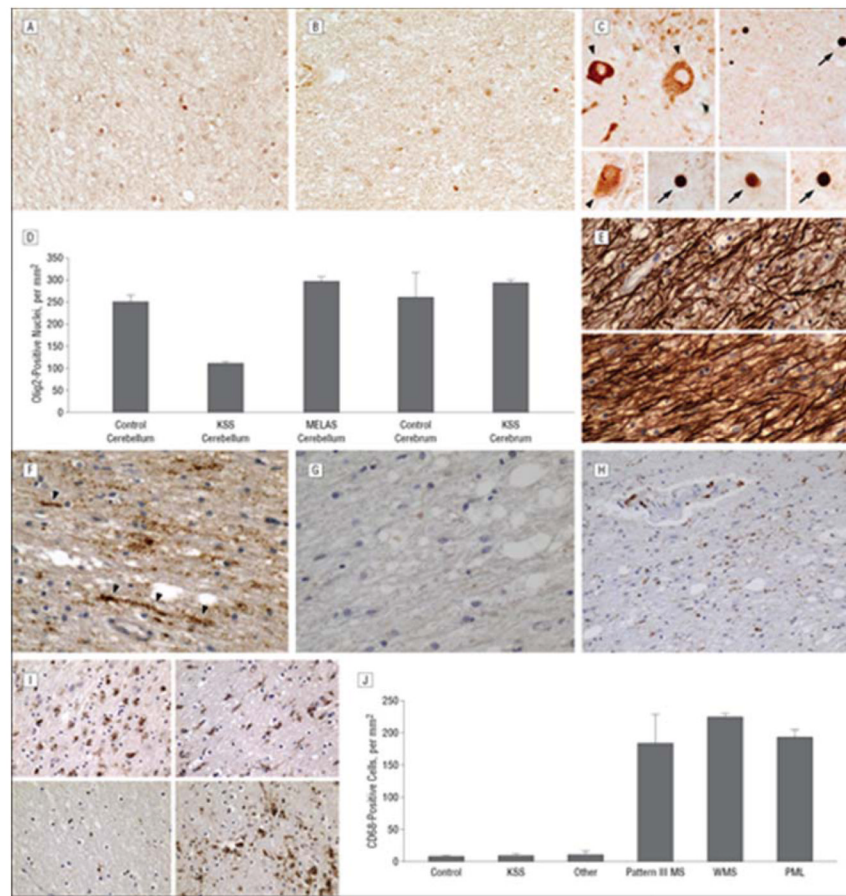 A
B
C
D
Olig2-Positive Nuclei, per mm²
350
300
250
200
150
100
50
0
Control Cerebellum
KSS Cerebellum
MELAS Cerebellum
Control Cerebrum
KSS Cerebrum
E
F
G
H
I
J
CD68-Positive Cells, per mm²
250
200
150
100
50
0
Control
KSS
Other
Pattern III MS
WMS
PML